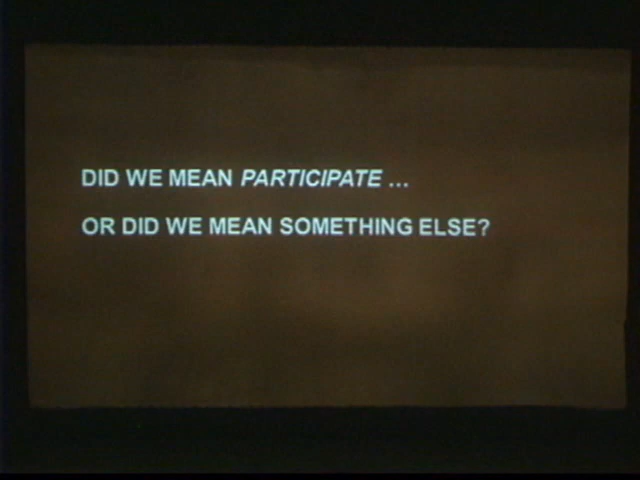 DID WE MEAN PARTICIPATE ...
OR DID WE MEAN SOMETHING ELSE?